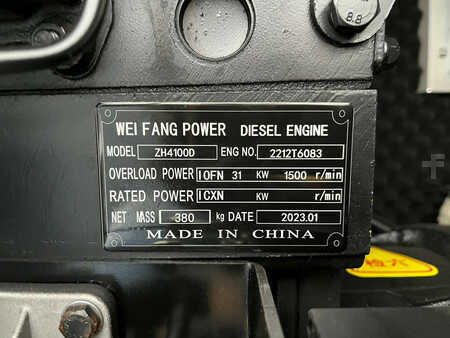 8.8
WEI FANG POWER DIESEL ENGINE
MODEL ZH4100D ENG NO. 2212T6083
OVERLOAD POWER IOFN 31 KW 1500 r/min
RATED POWER ICXN KW r/min
NET MASS 380 kg DATE 2023.01
MADE IN CHINA